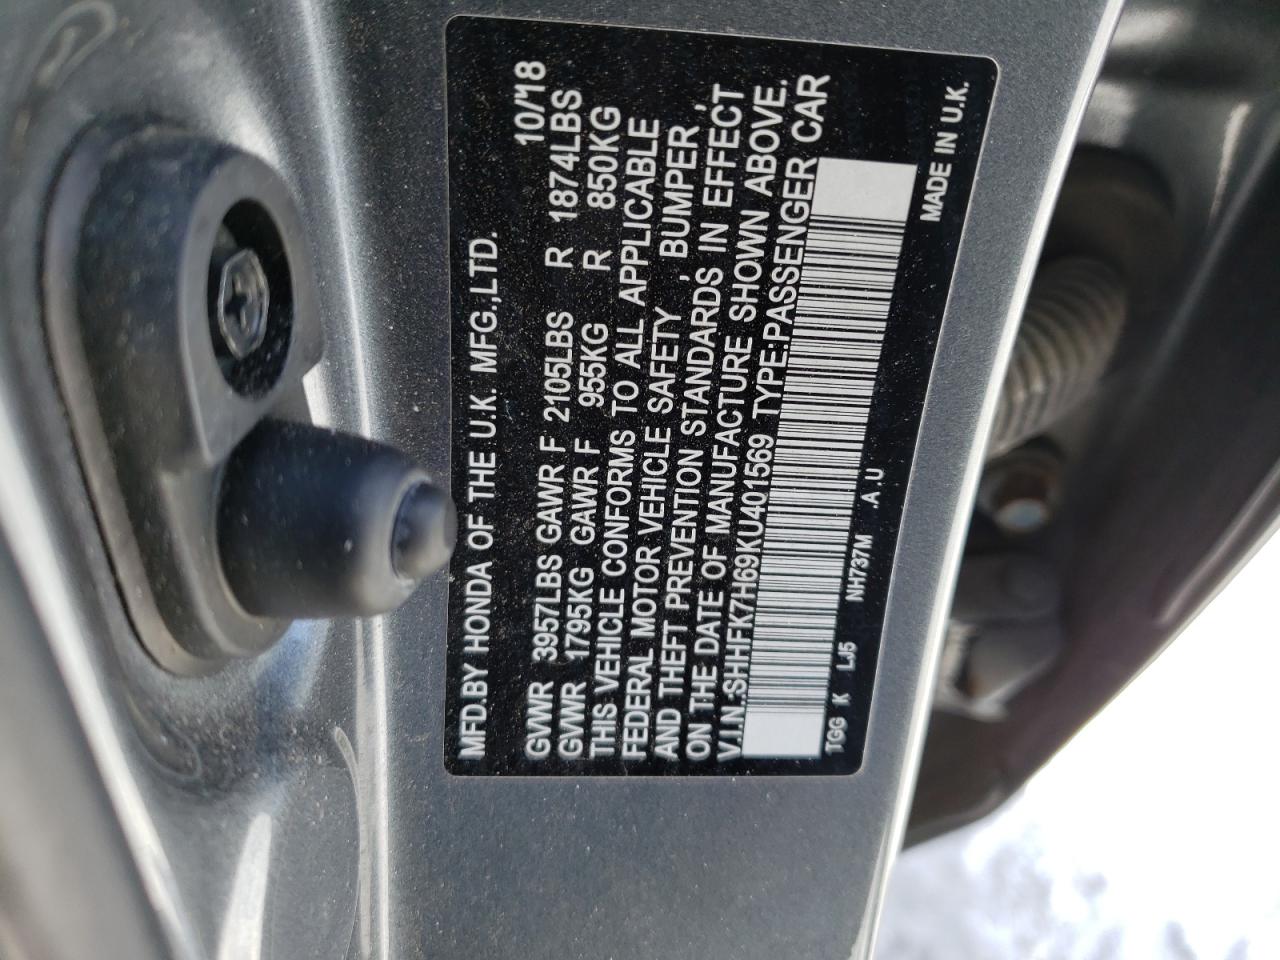 MFD.BY HONDA OF THE U.K. MFG.,LTD.
10/18
GVWR 3957LBS GAWR F 2105LBS R 1874LBS
GVWR 1795KG GAWR F 955KG R 850KG
THIS VEHICLE CONFORMS TO ALL APPLICABLE
FEDERAL MOTOR VEHICLE SAFETY , BUMPER ,
AND THEFT PREVENTION STANDARDS IN EFFECT
ON THE DATE OF MANUFACTURE SHOWN ABOVE.
V.I.N.:SHHFK7H69KU401569 TYPE:PASSENGER CAR
TGG K LJ5 NH737M .A .U MADE IN U.K.